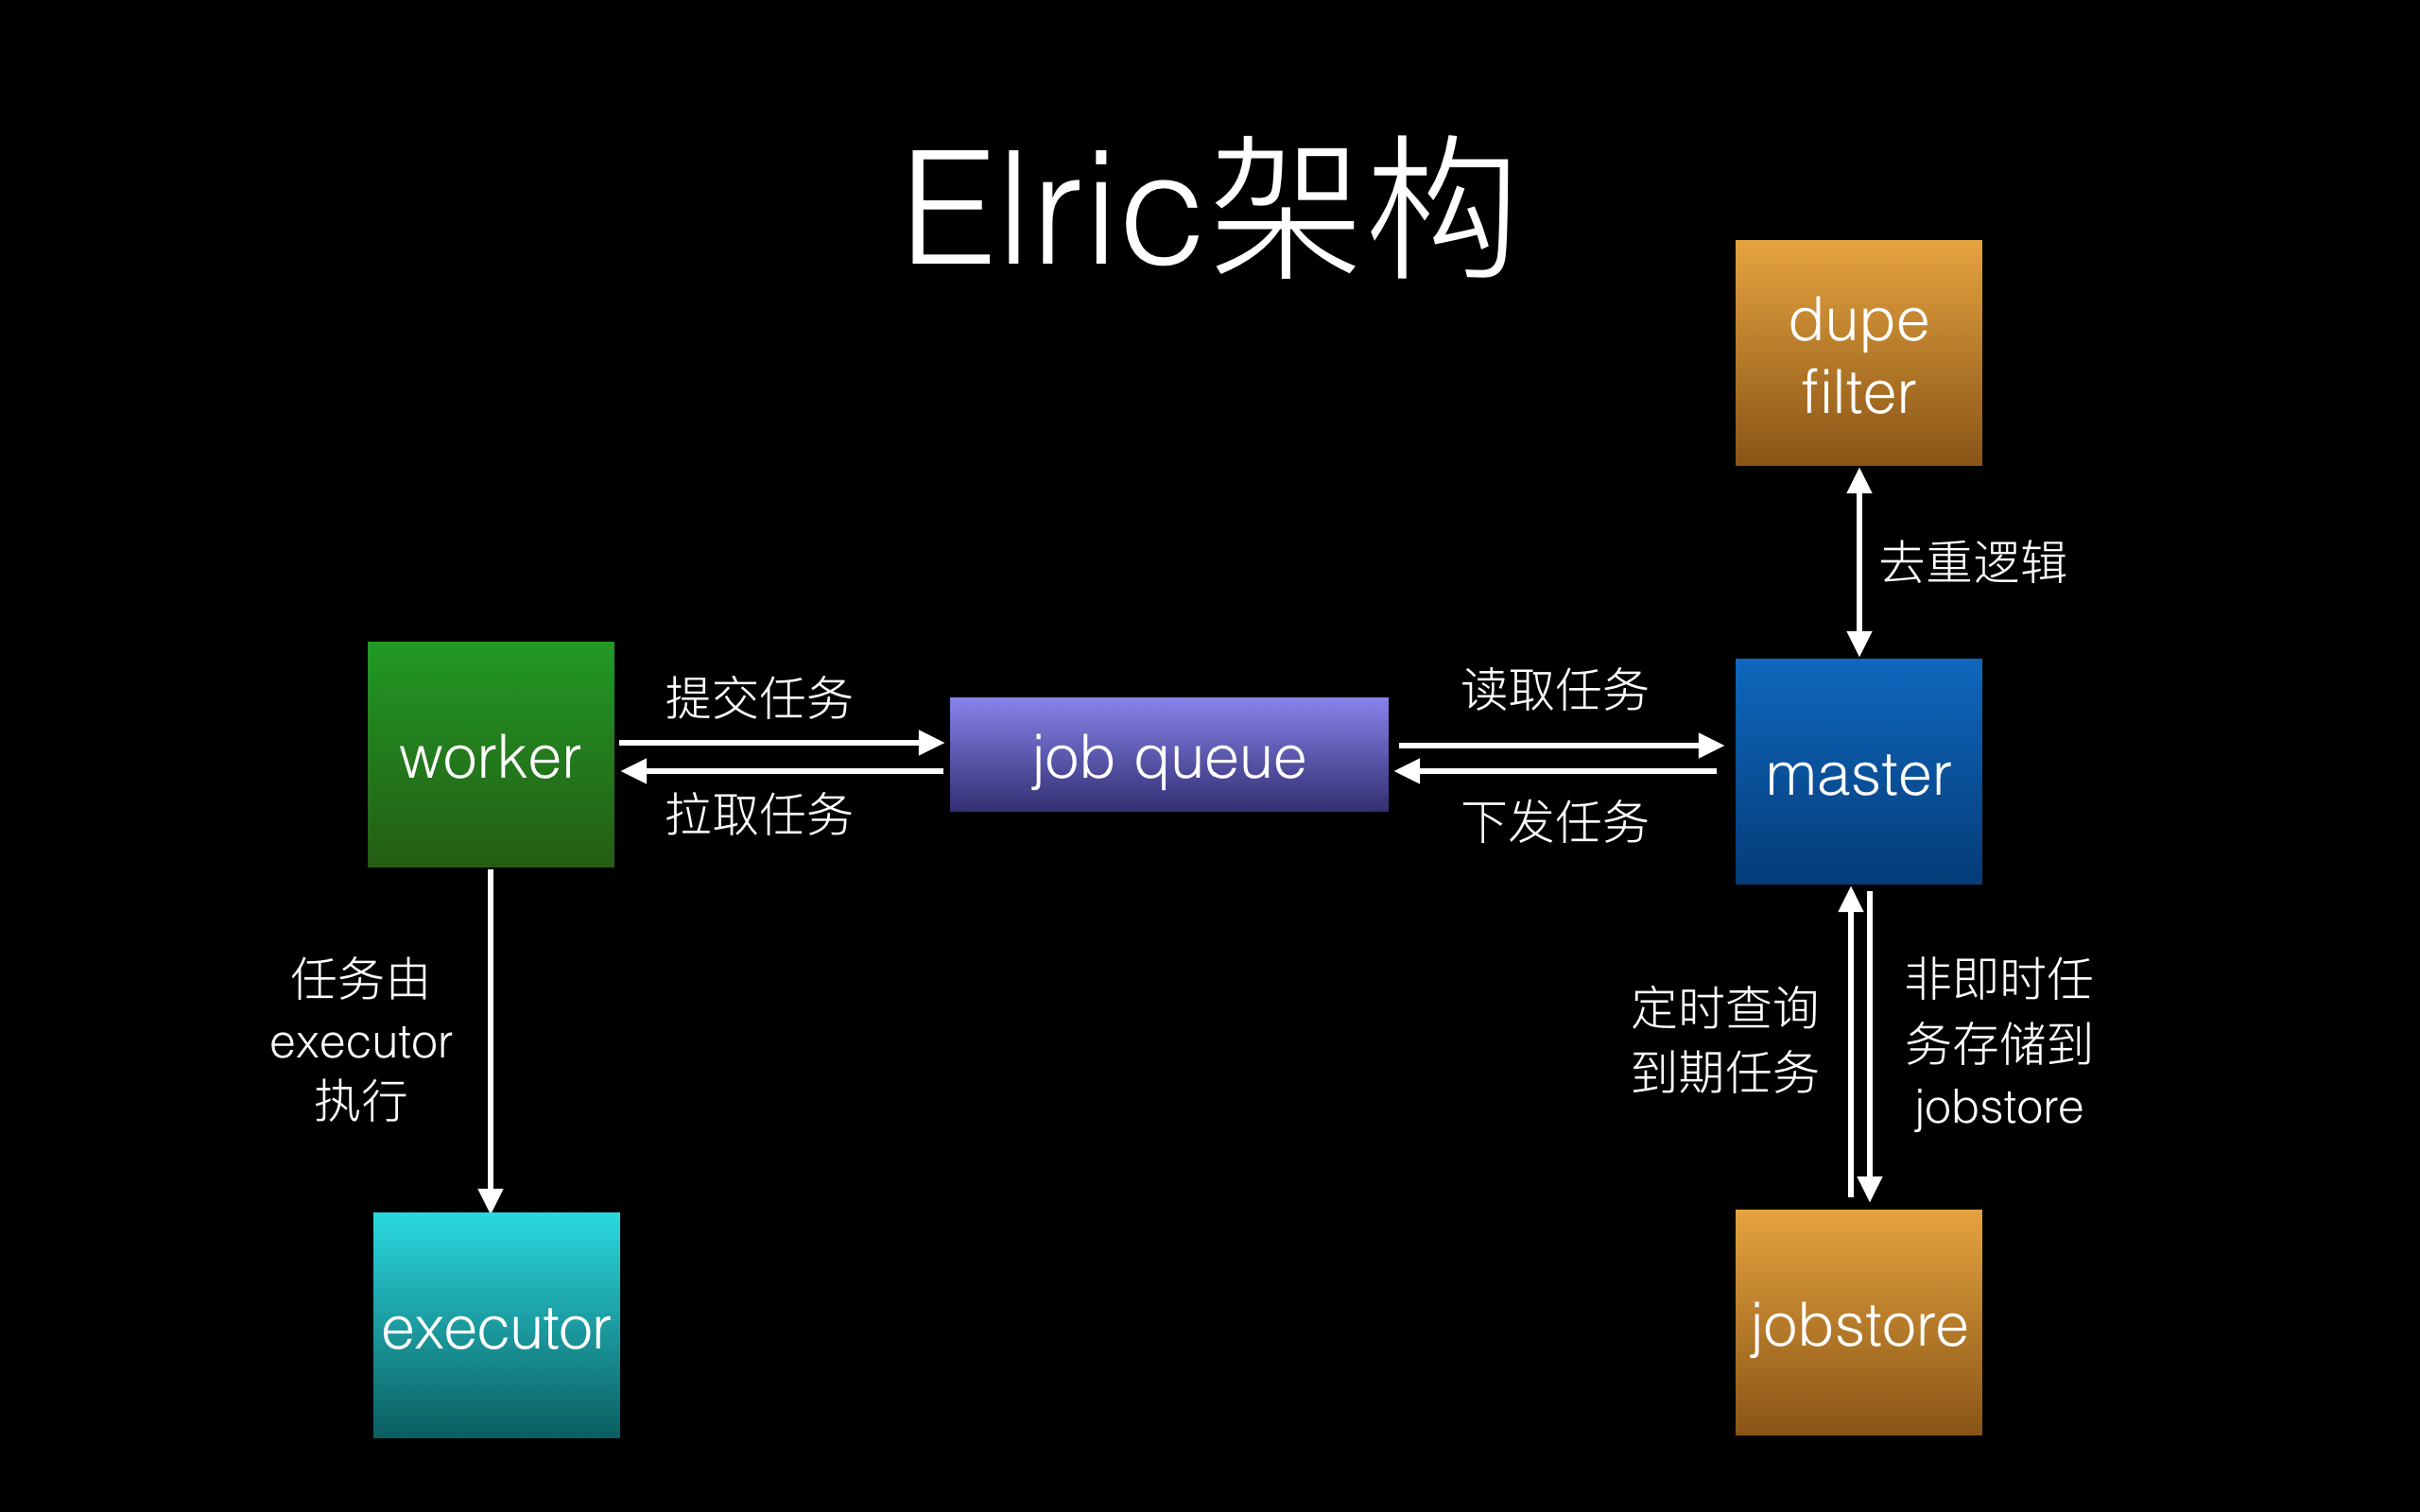 Elric架构
dupe
filter
去重逻辑
worker
提交任务
拉取任务
job queue
读取任务
下发任务
master
任务由
executor
执行
定时查询
到期任务
非即时任
务存储到
jobstore
executor
jobstore